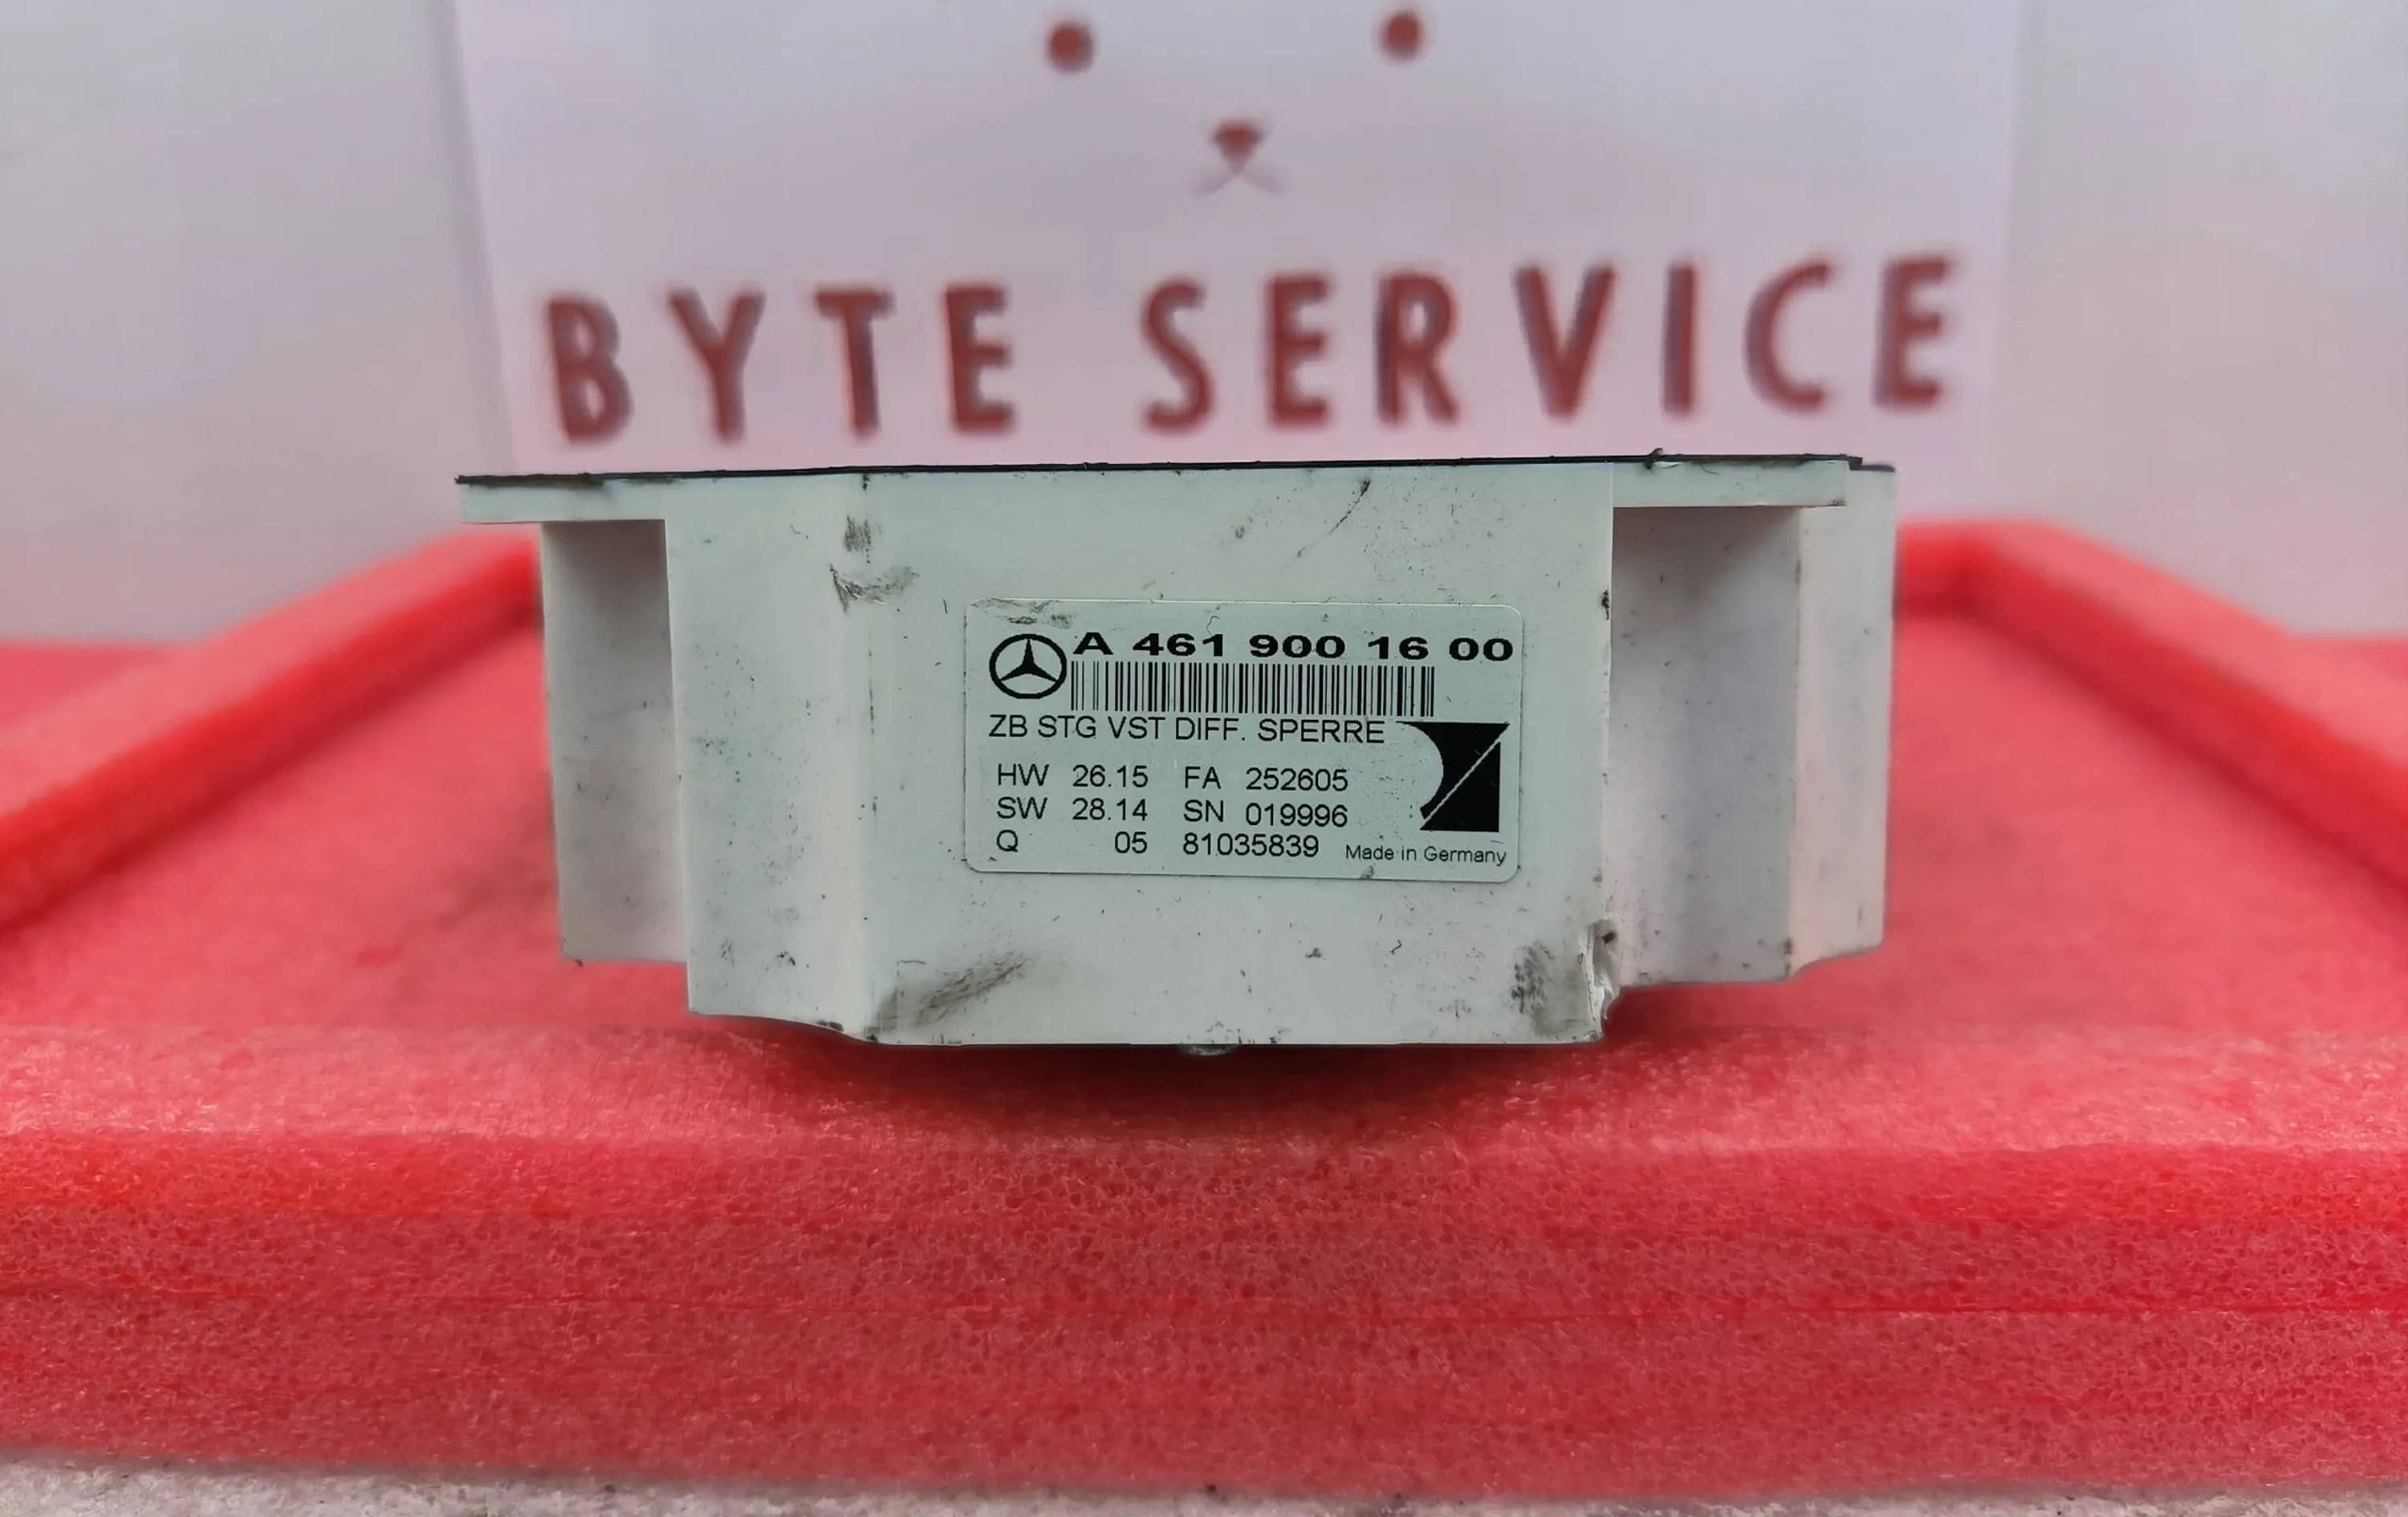 BYTE SERVICE
A 461 900 16 00
ZB STG VST DIFF. SPERRE
HW 26.15 FA 252605
SW 28.14 SN 019996
Q 05 81035839 Made in Germany